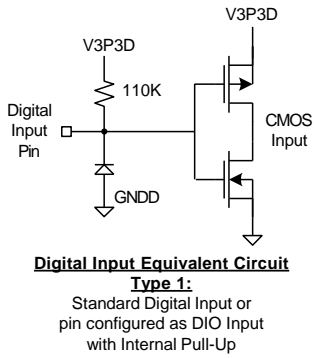 V3P3D
V3P3D
110K
Digital
Input
Pin
CMOS
Input
GNDD
Digital Input Equivalent Circuit
Type 1:
Standard Digital Input or
pin configured as DIO Input
with Internal Pull-Up